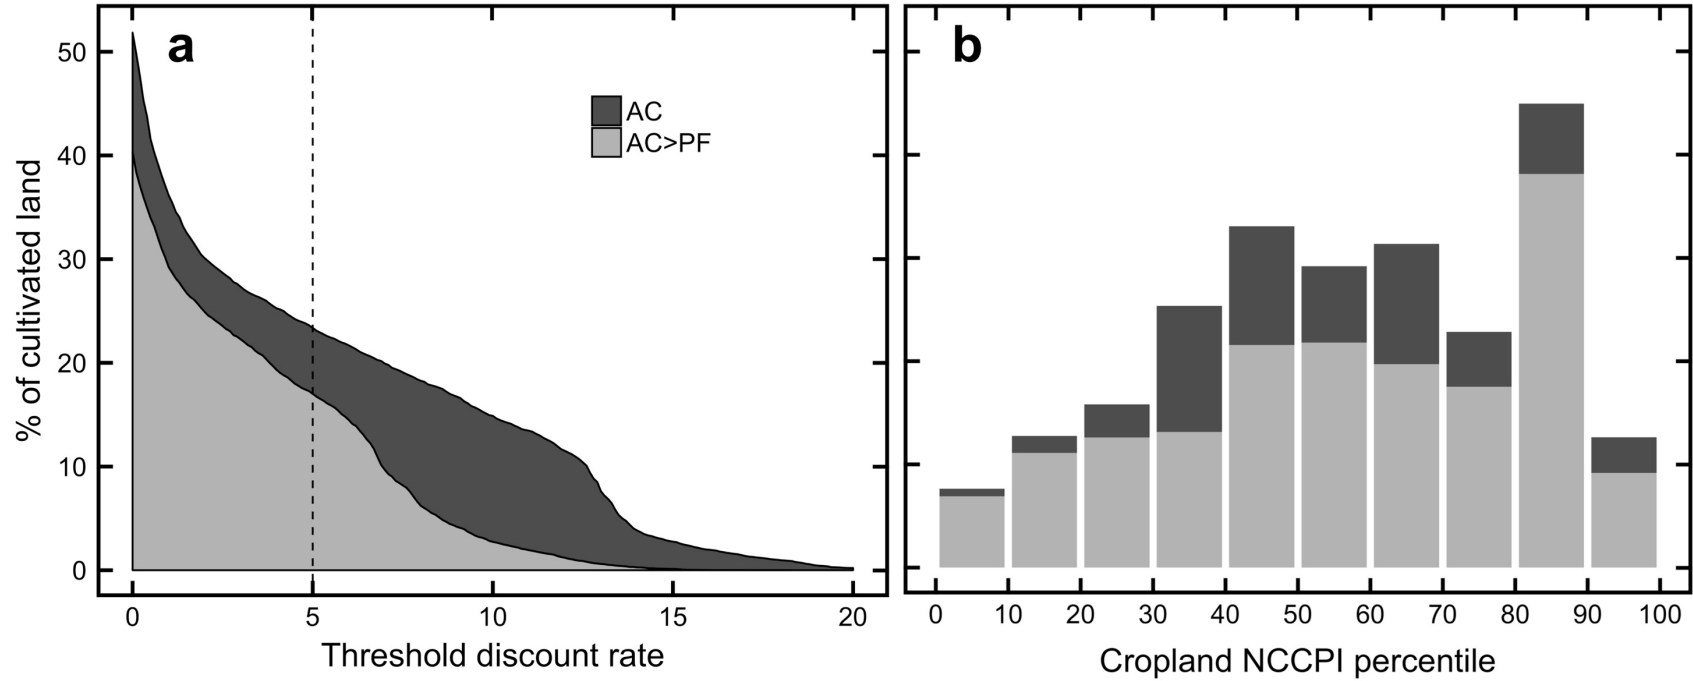 a
b
AC
AC>PF
50
40
30
20
10
0
% of cultivated land
0 5 10 15 20
Threshold discount rate
0 10 20 30 40 50 60 70 80 90 100
Cropland NCCPI percentile